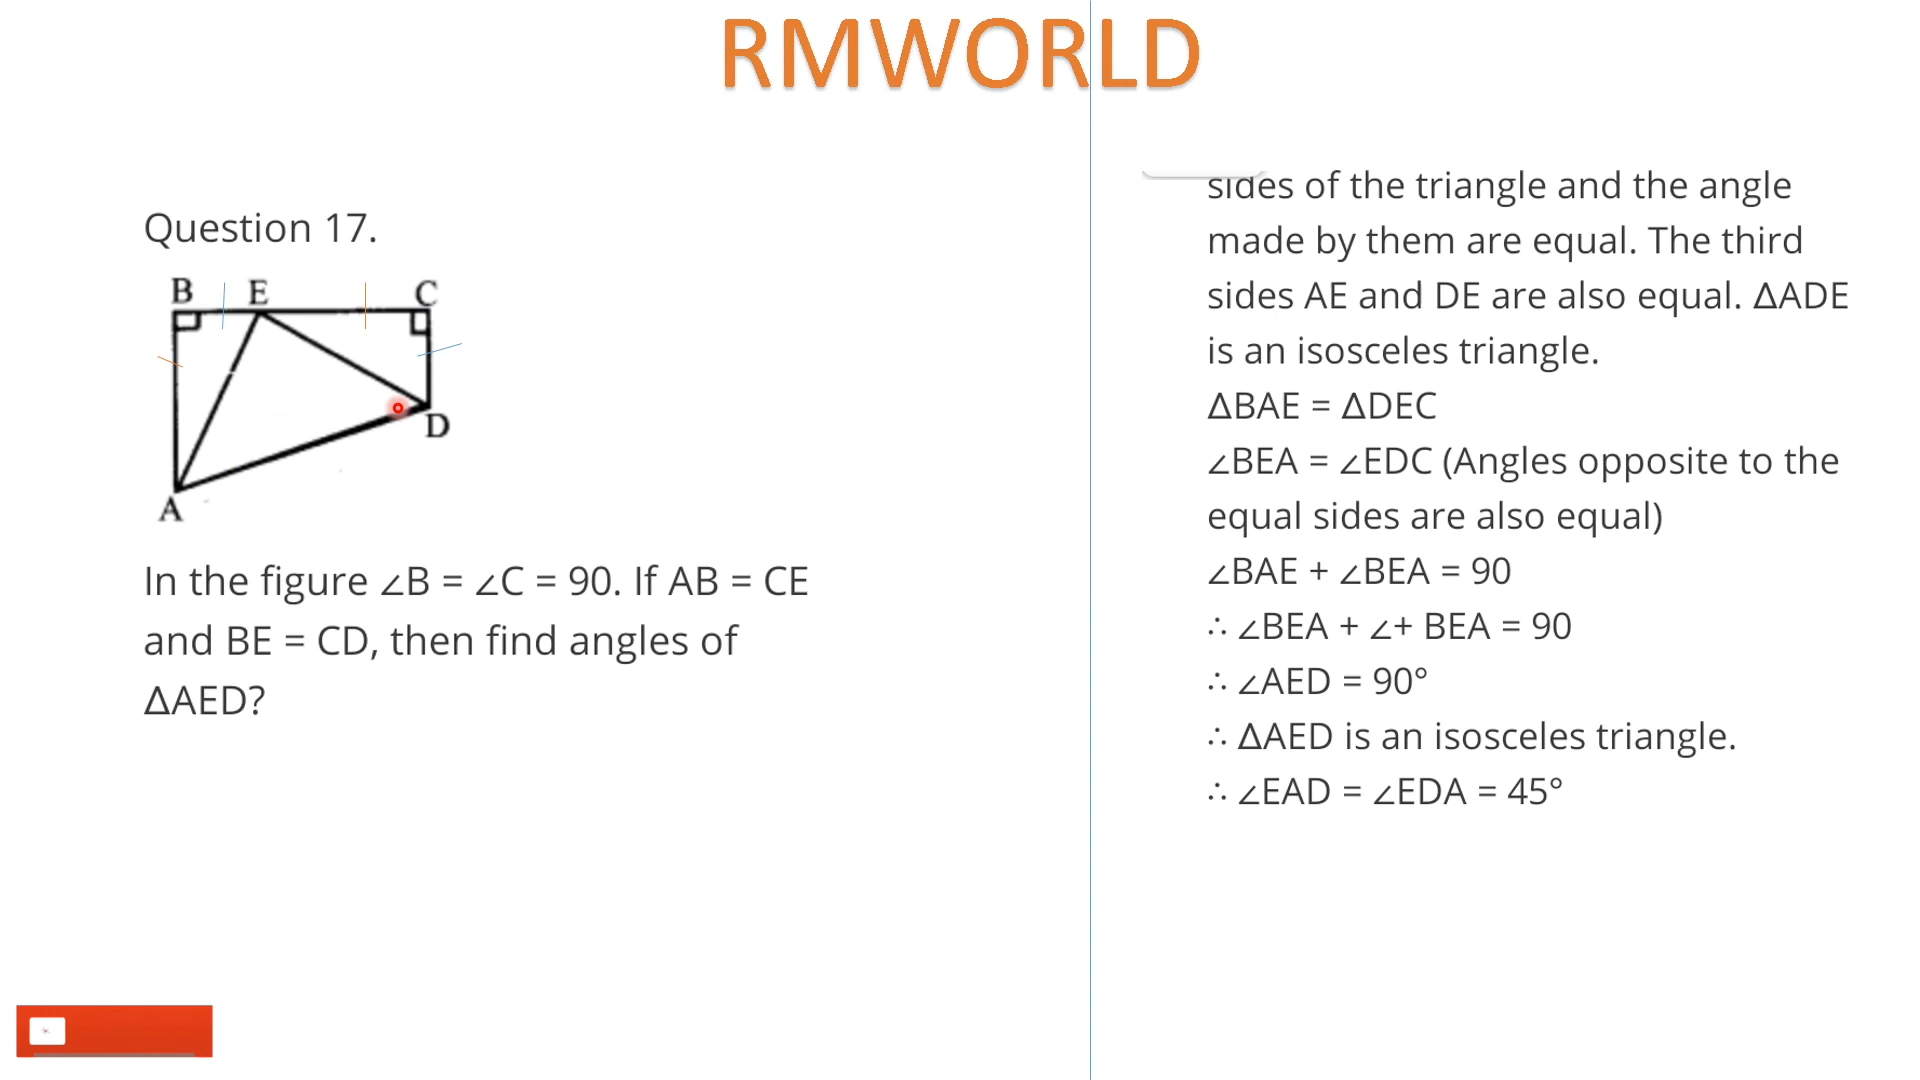 RMWORLD
Question 17.
B E C
D
A
In the figure ∠B = ∠C = 90. If AB = CE
and BE = CD, then find angles of
ΔAED?
sides of the triangle and the angle
made by them are equal. The third
sides AE and DE are also equal. ΔADE
is an isosceles triangle.
ΔBAE = ΔDEC
∠BEA = ∠EDC (Angles opposite to the
equal sides are also equal)
∠BAE + ∠BEA = 90
∴ ∠BEA + ∠+ BEA = 90
∴ ∠AED = 90°
∴ ΔAED is an isosceles triangle.
∴ ∠EAD = ∠EDA = 45°